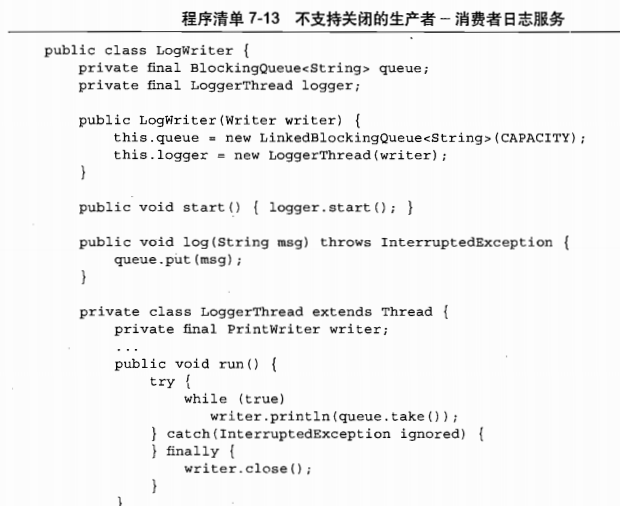 程序清单 7-13 不支持关闭的生产者－消费者日志服务
public class LogWriter {
    private final BlockingQueue<String> queue;
    private final LoggerThread logger;

    public LogWriter(Writer writer) {
        this.queue = new LinkedBlockingQueue<String>(CAPACITY);
        this.logger = new LoggerThread(writer);
    }

    public void start() { logger.start(); }

    public void log(String msg) throws InterruptedException {
        queue.put(msg);
    }

    private class LoggerThread extends Thread {
        private final PrintWriter writer;
        ...
        public void run() {
            try {
                while (true)
                   writer.println(queue.take());
            } catch(InterruptedException ignored) {
            } finally {
                writer.close();
            }
        }